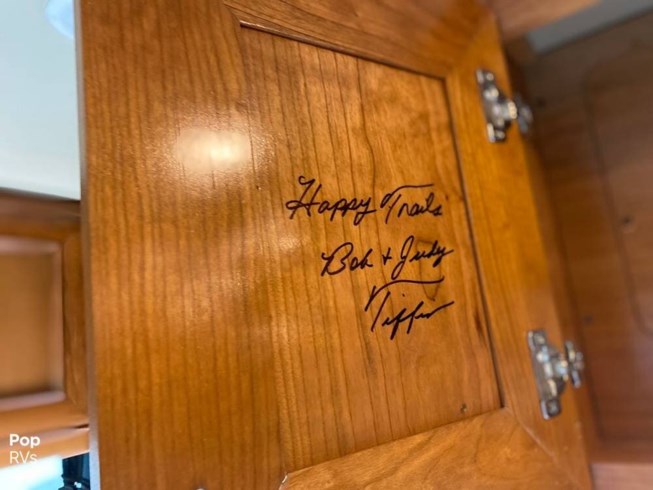 Happy Trails
Bob + Judy
Tiffin
Pop
RVs